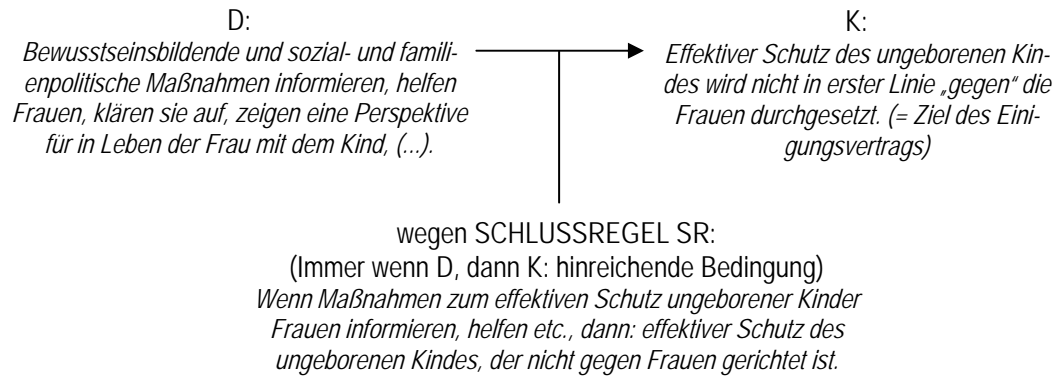 D:
Bewusstseinsbildende und sozial- und famili-
enpolitische Maßnahmen informieren, helfen
Frauen, klären sie auf, zeigen eine Perspektive
für in Leben der Frau mit dem Kind, (...).
K:
Effektiver Schutz des ungeborenen Kin-
des wird nicht in erster Linie „gegen“ die
Frauen durchgesetzt. (= Ziel des Eini-
gungsvertrags)
wegen SCHLUSSREGEL SR:
(Immer wenn D, dann K: hinreichende Bedingung)
Wenn Maßnahmen zum effektiven Schutz ungeborener Kinder
Frauen informieren, helfen etc., dann: effektiver Schutz des
ungeborenen Kindes, der nicht gegen Frauen gerichtet ist.